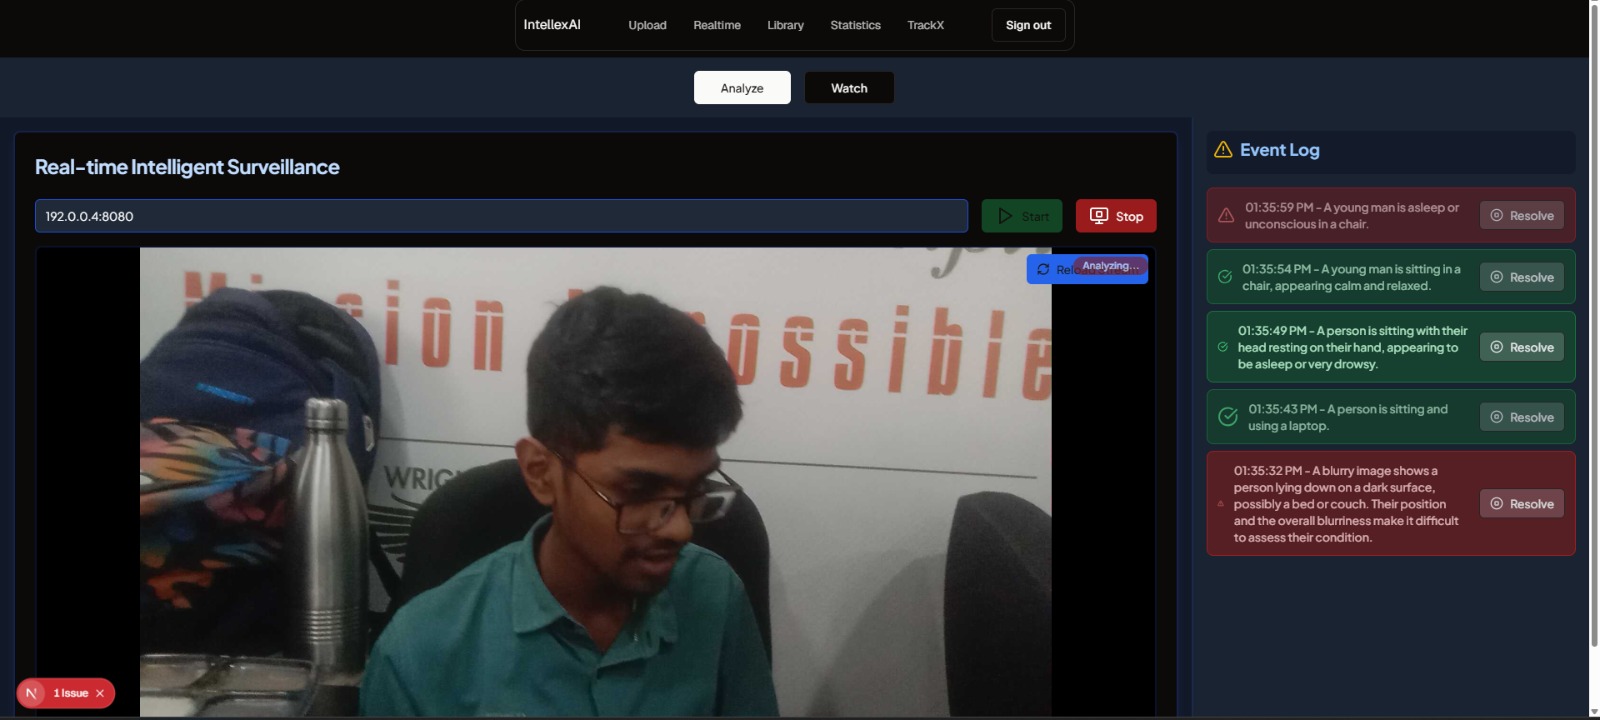 IntellexAI Upload Realtime Library Statistics TrackX Sign out
Analyze Watch
Real-time Intelligent Surveillance
192.0.0.4:8080 Start Stop
Analyzing...
ion ossible
1 Issue
Event Log
01:35:59 PM - A young man is asleep or
unconscious in a chair.
Resolve
01:35:54 PM - A young man is sitting in a
chair, appearing calm and relaxed.
Resolve
01:35:49 PM - A person is sitting with their
head resting on their hand, appearing to
be asleep or very drowsy.
Resolve
01:35:43 PM - A person is sitting and
using a laptop.
Resolve
01:35:32 PM - A blurry image shows a
person lying down on a dark surface,
possibly a bed or couch. Their position
and the overall blurriness make it difficult
to assess their condition.
Resolve